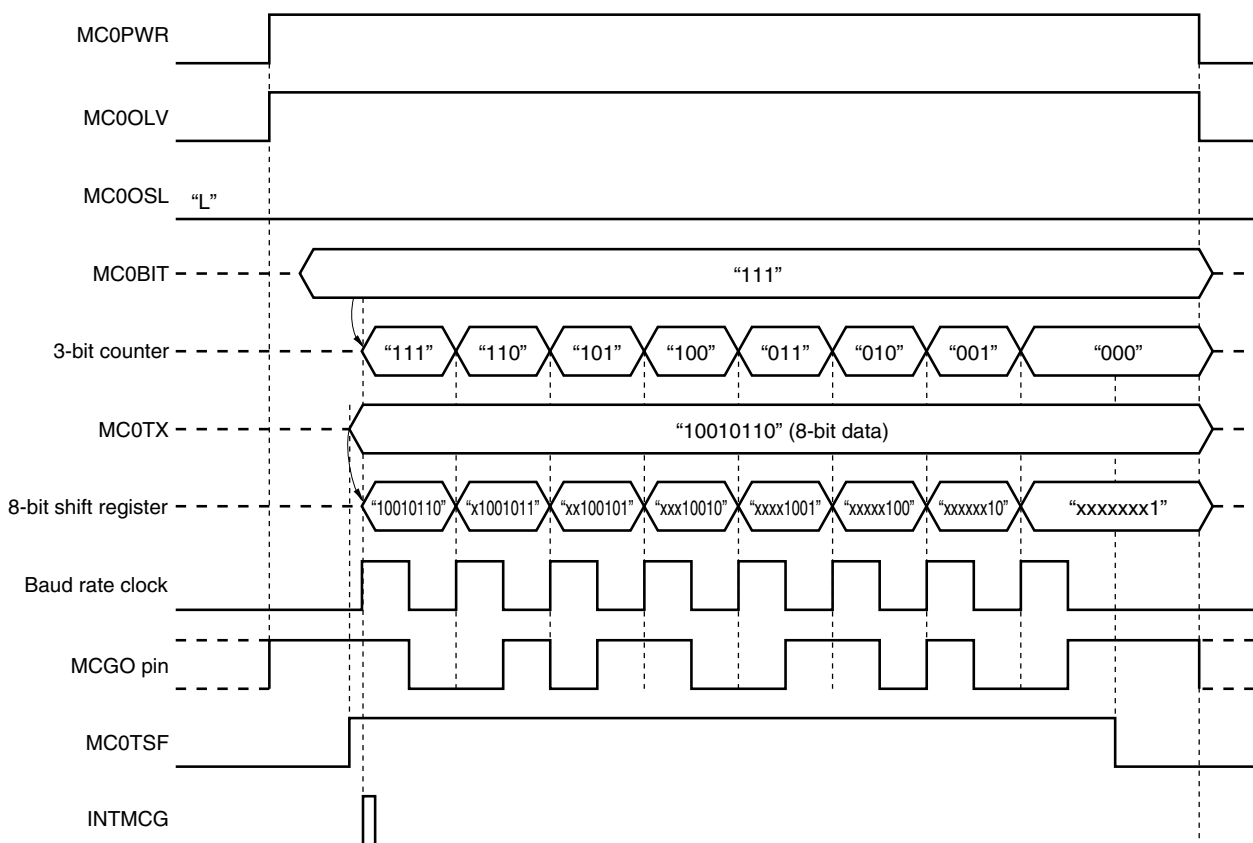 MC0PWR
MC0OLV
MC0OSL “L”
MC0BIT “111”
3-bit counter “111” “110” “101” “100” “011” “010” “001” “000”
MC0TX “10010110” (8-bit data)
8-bit shift register “10010110” “x1001011” “xx100101” “xxx10010” “xxxx1001” “xxxxx100” “xxxxxx10” “xxxxxxx1”
Baud rate clock
MCGO pin
MC0TSF
INTMCG